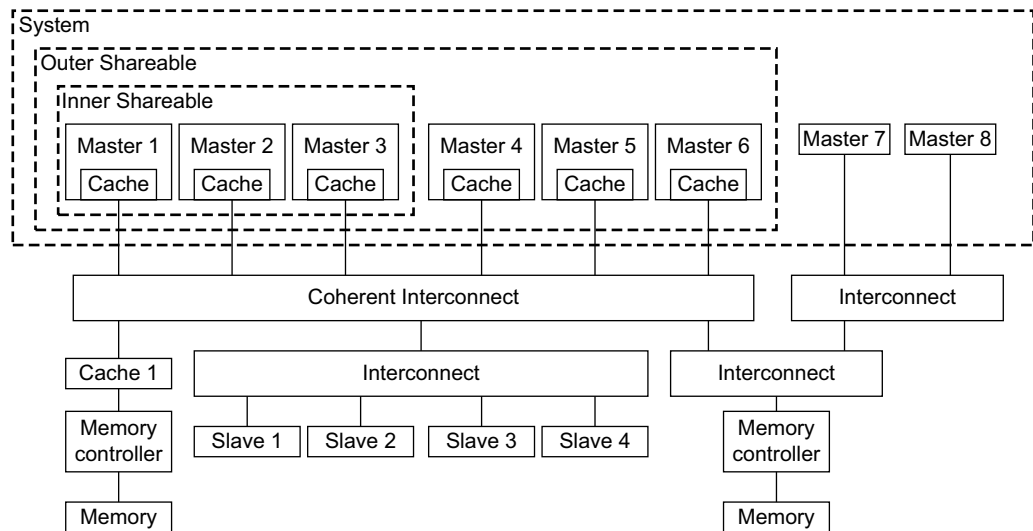 System
Outer Shareable
Inner Shareable
Master 1
Master 2
Master 3
Master 4
Master 5
Master 6
Master 7
Master 8
Cache
Cache
Cache
Cache
Cache
Cache
Coherent Interconnect
Interconnect
Cache 1
Interconnect
Interconnect
Memory
controller
Slave 1
Slave 2
Slave 3
Slave 4
Memory
controller
Memory
Memory